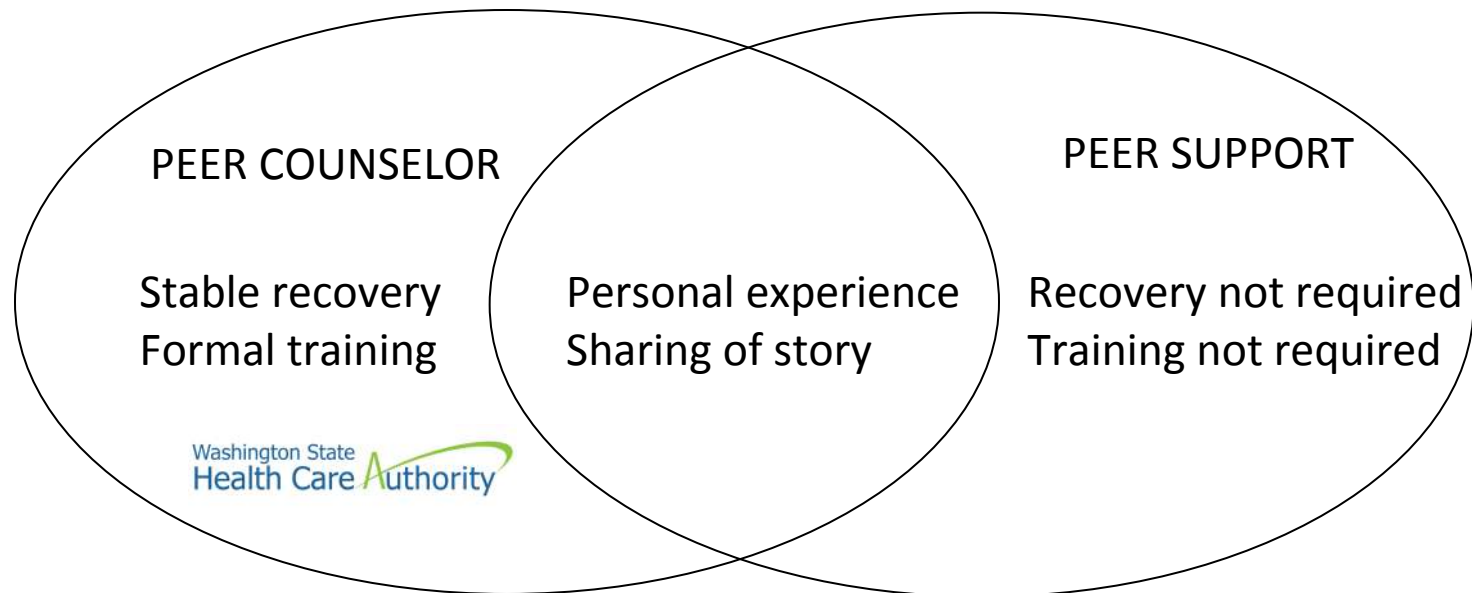 PEER COUNSELOR
Stable recovery
Formal training
Washington State
Health Care Authority
Personal experience
Sharing of story
PEER SUPPORT
Recovery not required
Training not required